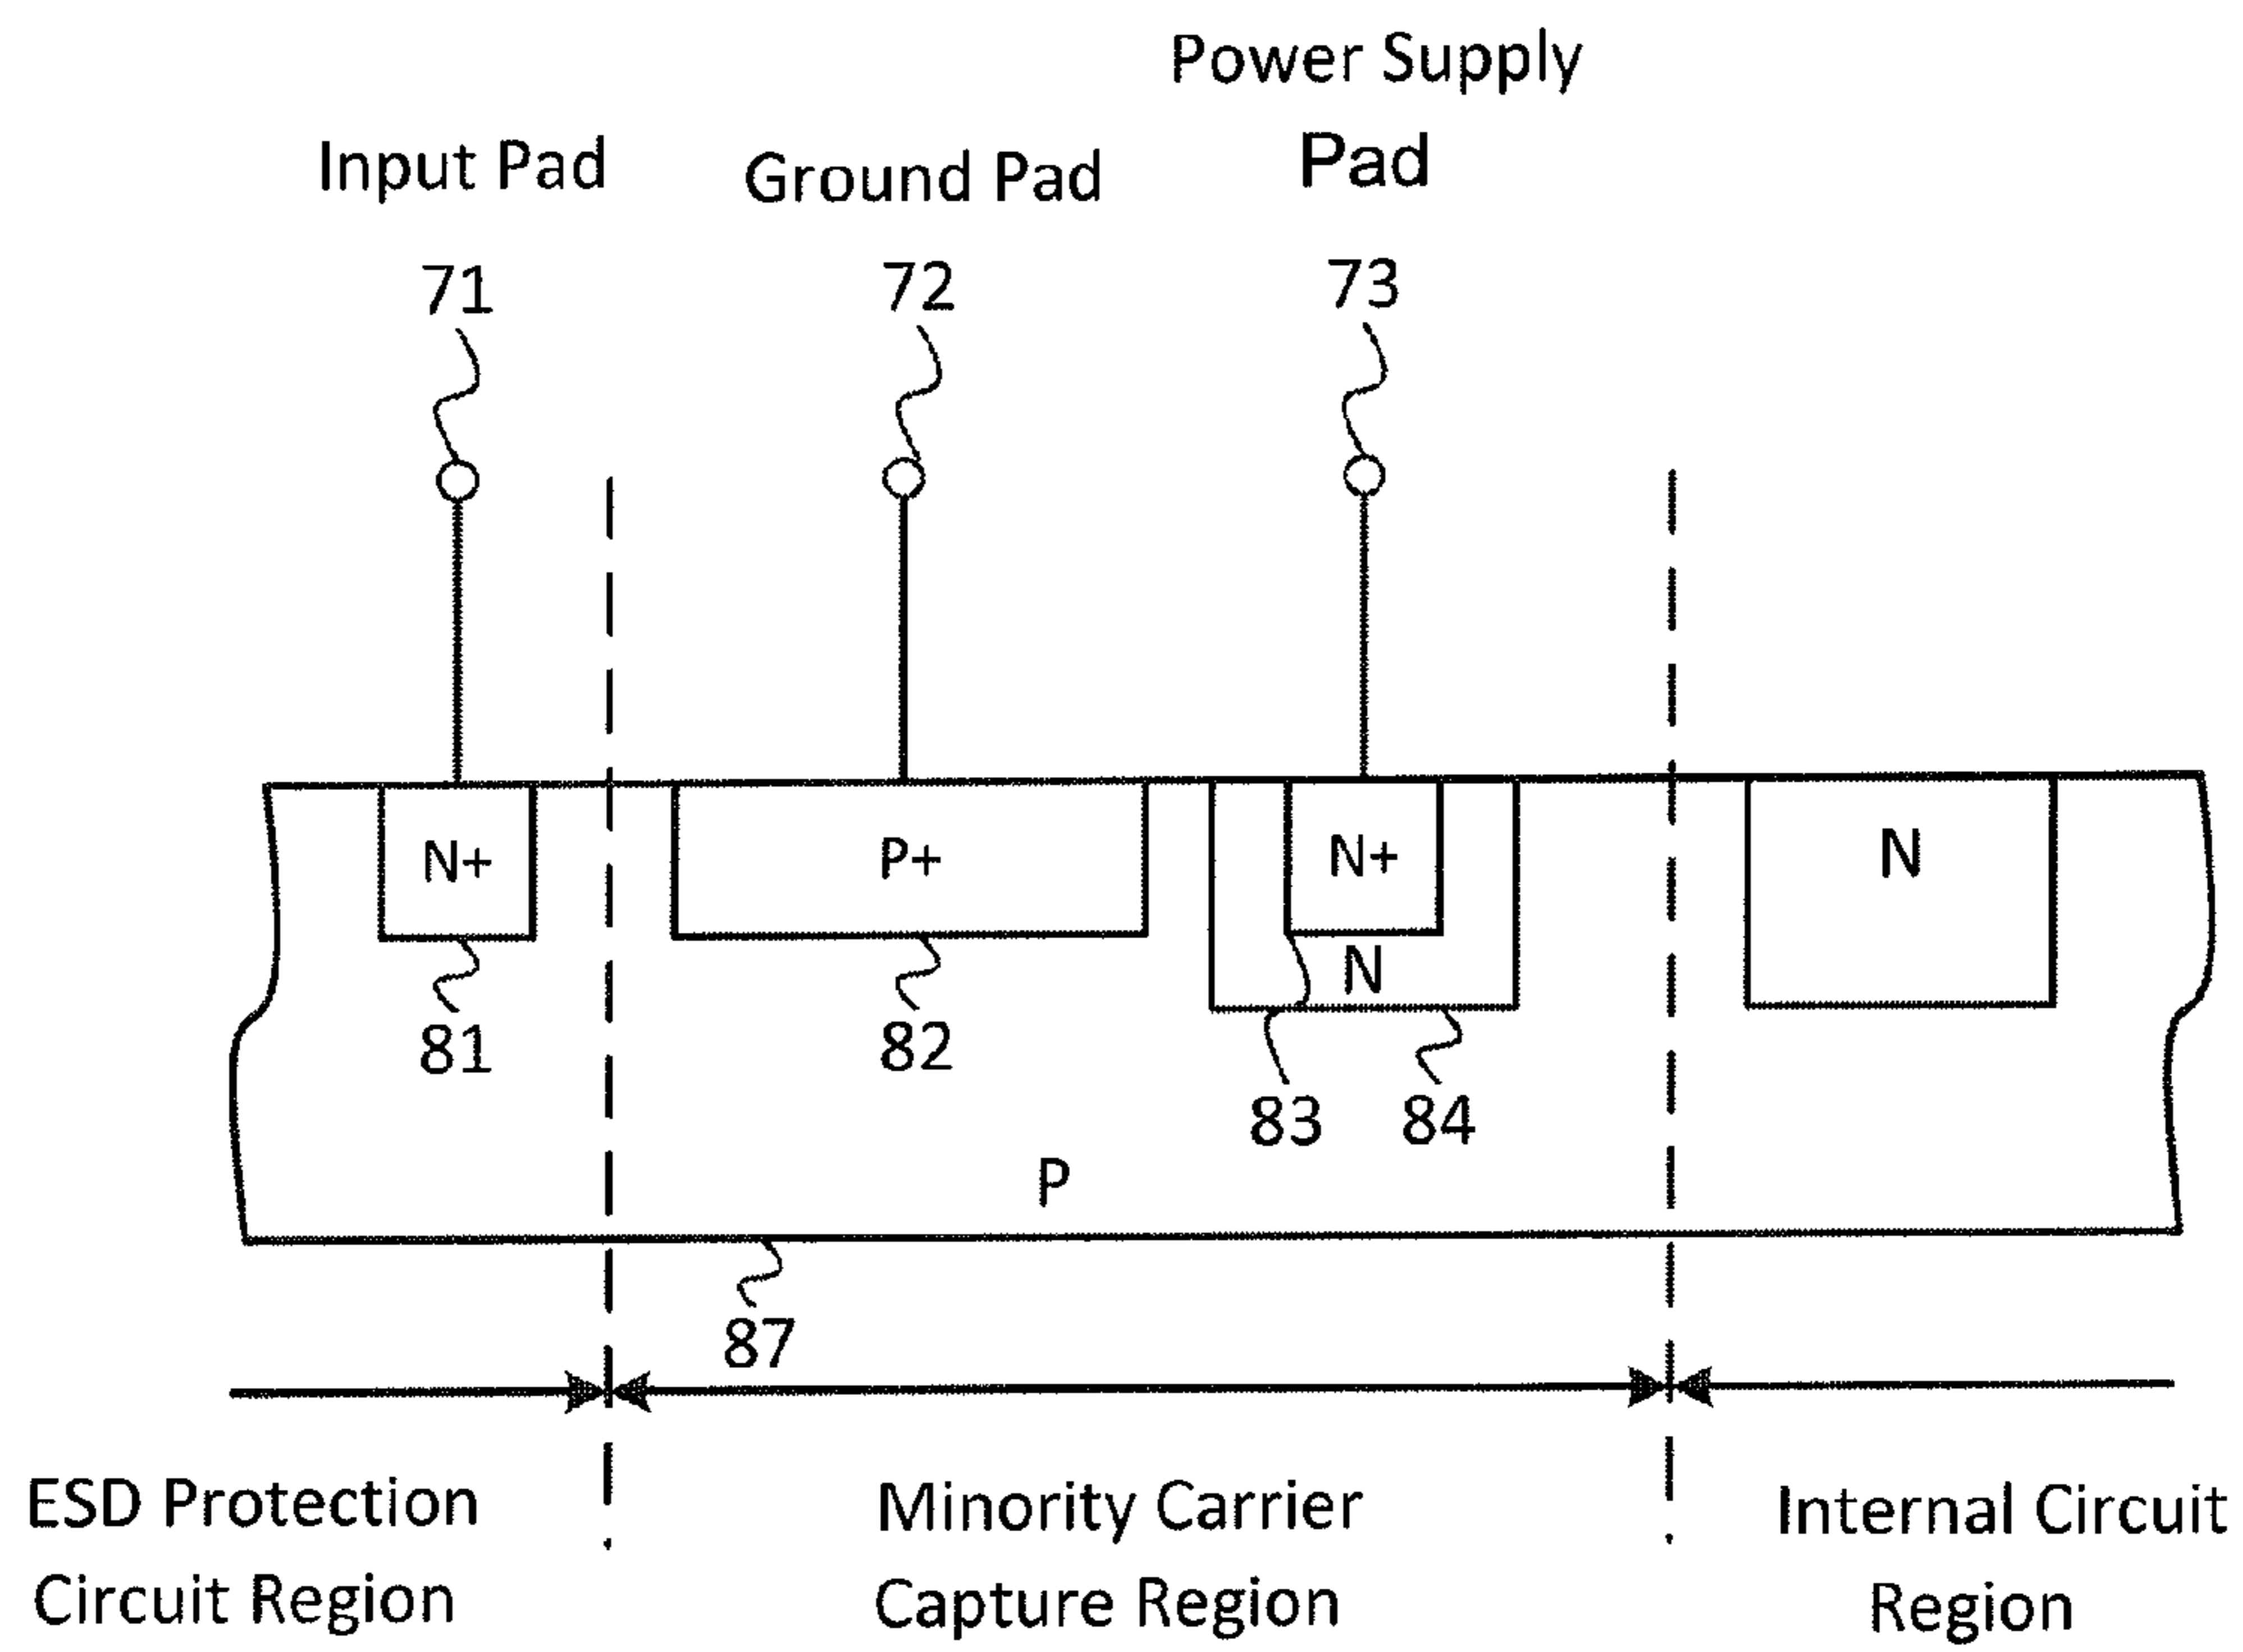 Power Supply
Pad
Input Pad
Ground Pad
71
72
73
N+
P+
N+
N
N
81
82
83
84
P
87
ESD Protection
Circuit Region
Minority Carrier
Capture Region
Internal Circuit
Region